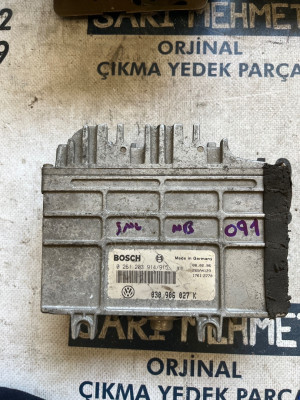 SARI MEHMET
ORJİNAL
ÇIKMA YEDEK PARÇA
091
BOSCH
Made in Germany
0 261 203 914/915
030 906 027 K
SARI MEHMET
ORJİNAL
ÇIKMA YEDEK PARÇA